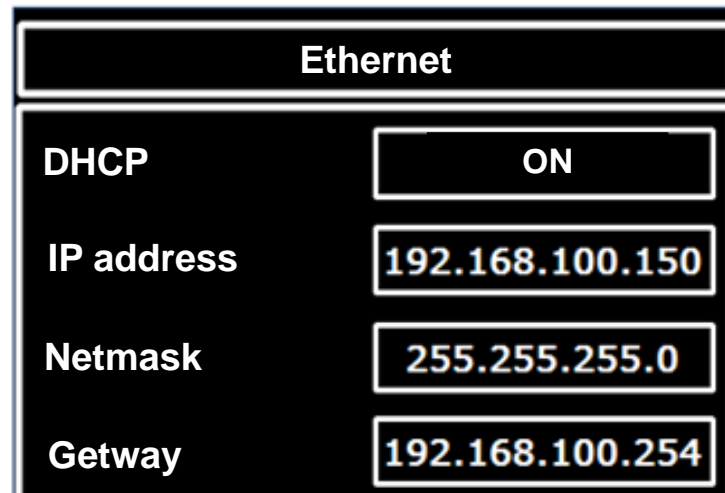 Ethernet
DHCP ON
IP address 192.168.100.150
Netmask 255.255.255.0
Getway 192.168.100.254